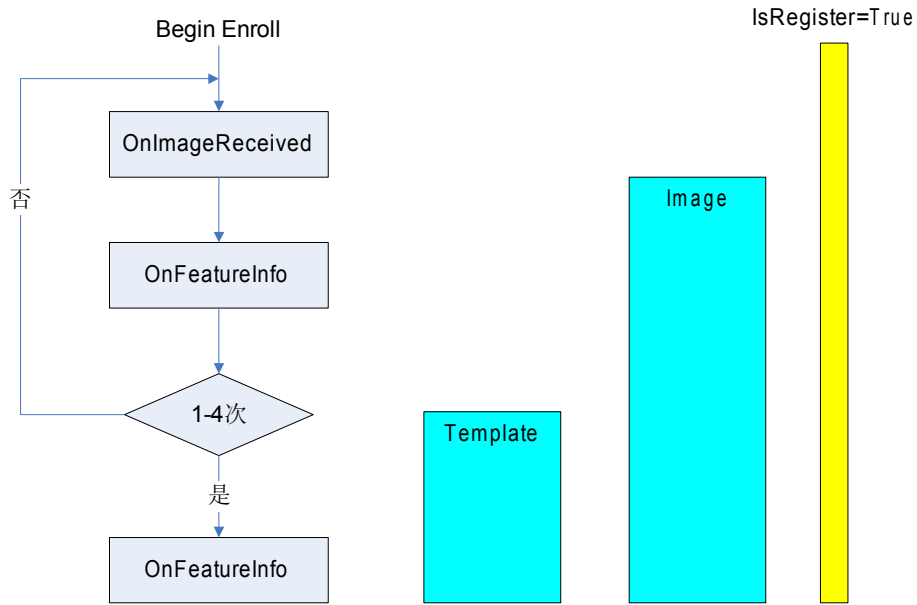 IsRegister=True
Begin Enroll
OnImageReceived
Image
否
OnFeatureInfo
1-4次
Template
是
OnFeatureInfo